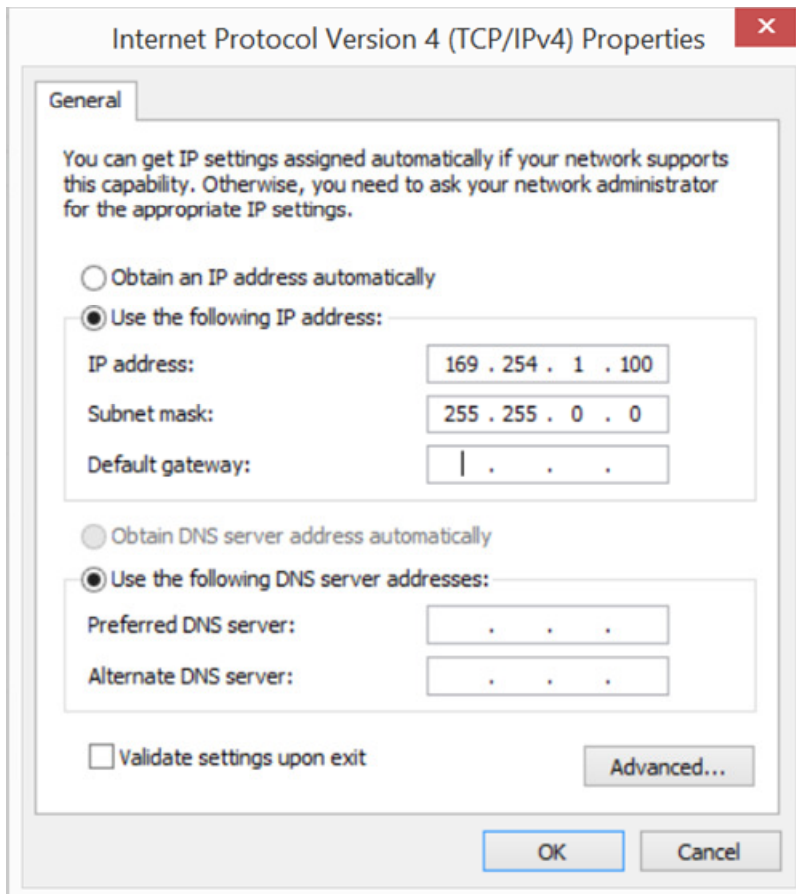 Internet Protocol Version 4 (TCP/IPv4) Properties
General
You can get IP settings assigned automatically if your network supports
this capability. Otherwise, you need to ask your network administrator
for the appropriate IP settings.
Obtain an IP address automatically
Use the following IP address:
IP address: 169 . 254 . 1 . 100
Subnet mask: 255 . 255 . 0 . 0
Default gateway: . . .
Obtain DNS server address automatically
Use the following DNS server addresses:
Preferred DNS server: . . .
Alternate DNS server: . . .
Validate settings upon exit
Advanced...
OK Cancel